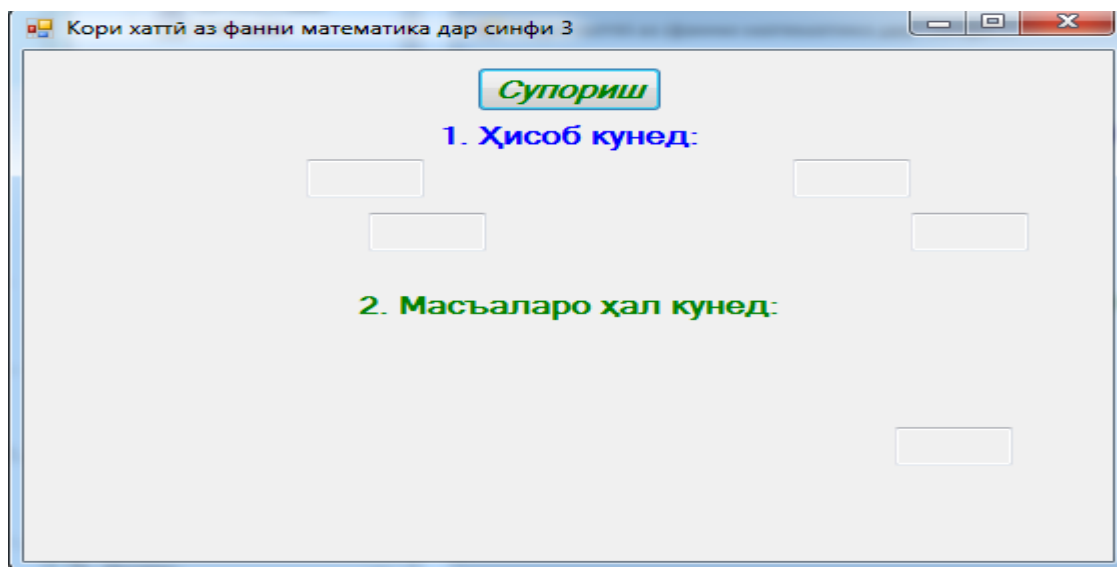 Кори хаттӣ аз фанни математика дар синфи 3
Супориш
1. Ҳисоб кунед:
2. Масъаларо ҳал кунед: